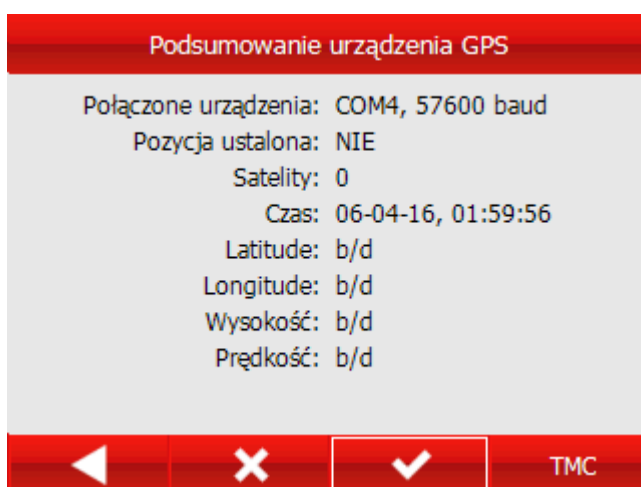 Podsumowanie urządzenia GPS
Połączone urządzenia: COM4, 57600 baud
Pozycja ustalona: NIE
Satelity: 0
Czas: 06-04-16, 01:59:56
Latitude: b/d
Longitude: b/d
Wysokość: b/d
Prędkość: b/d
TMC